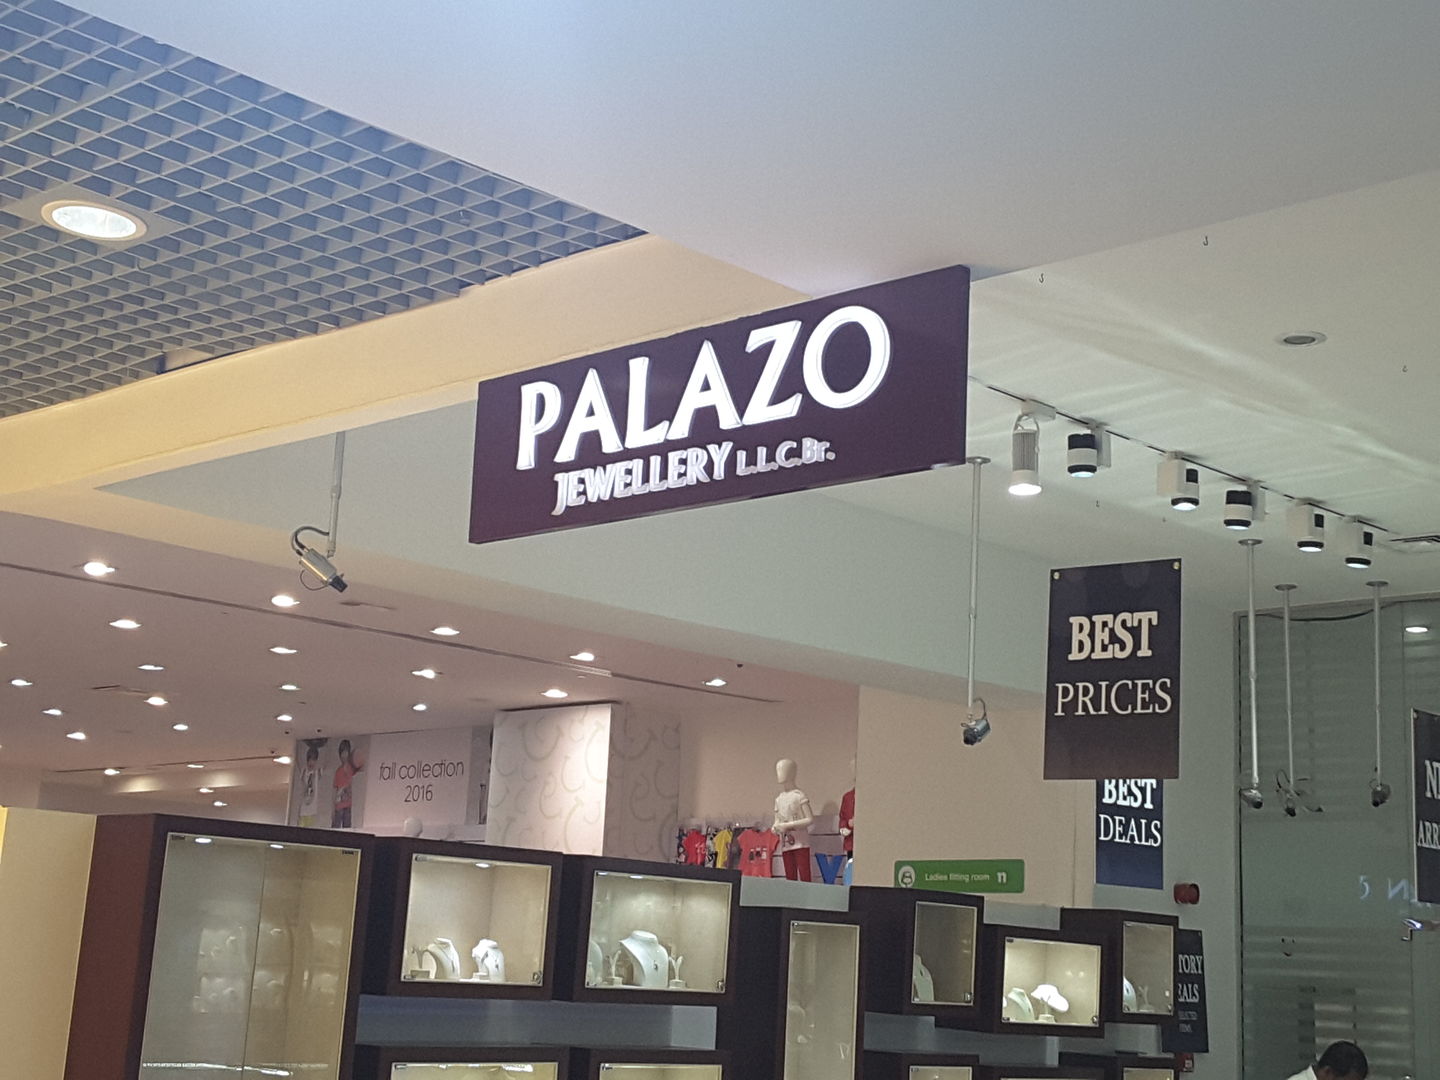 PALAZO
JEWELLERY L.L.C.Br.
BEST
PRICES
BEST
DEALS
fall collection
2016
Ladies fitting room n